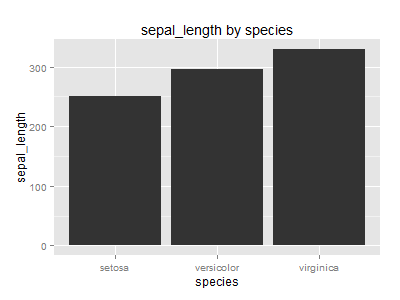 sepal_length by species
sepal_length
300
200
100
0
setosa versicolor virginica
species